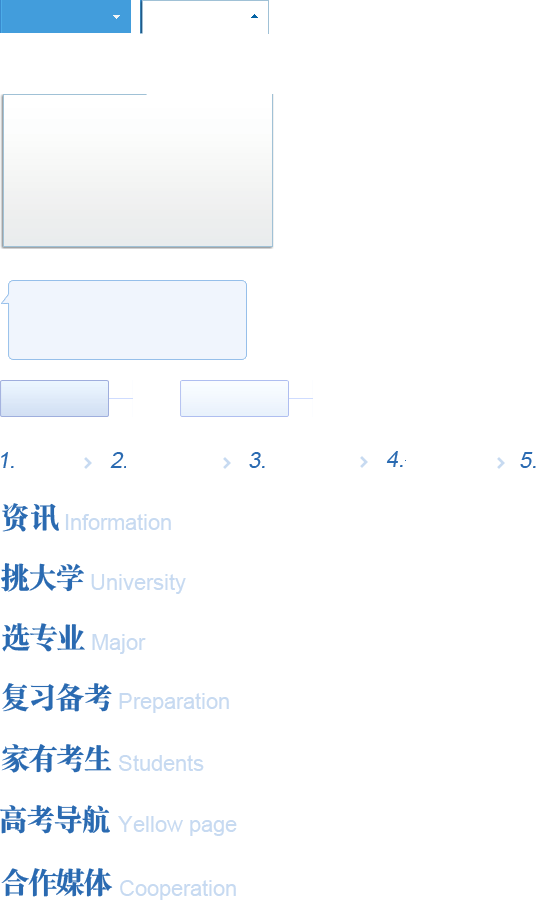 1. 2. 3. 4. 5.
资讯 Information
挑大学 University
选专业 Major
复习备考 Preparation
家有考生 Students
高考导航 Yellow page
合作媒体 Cooperation